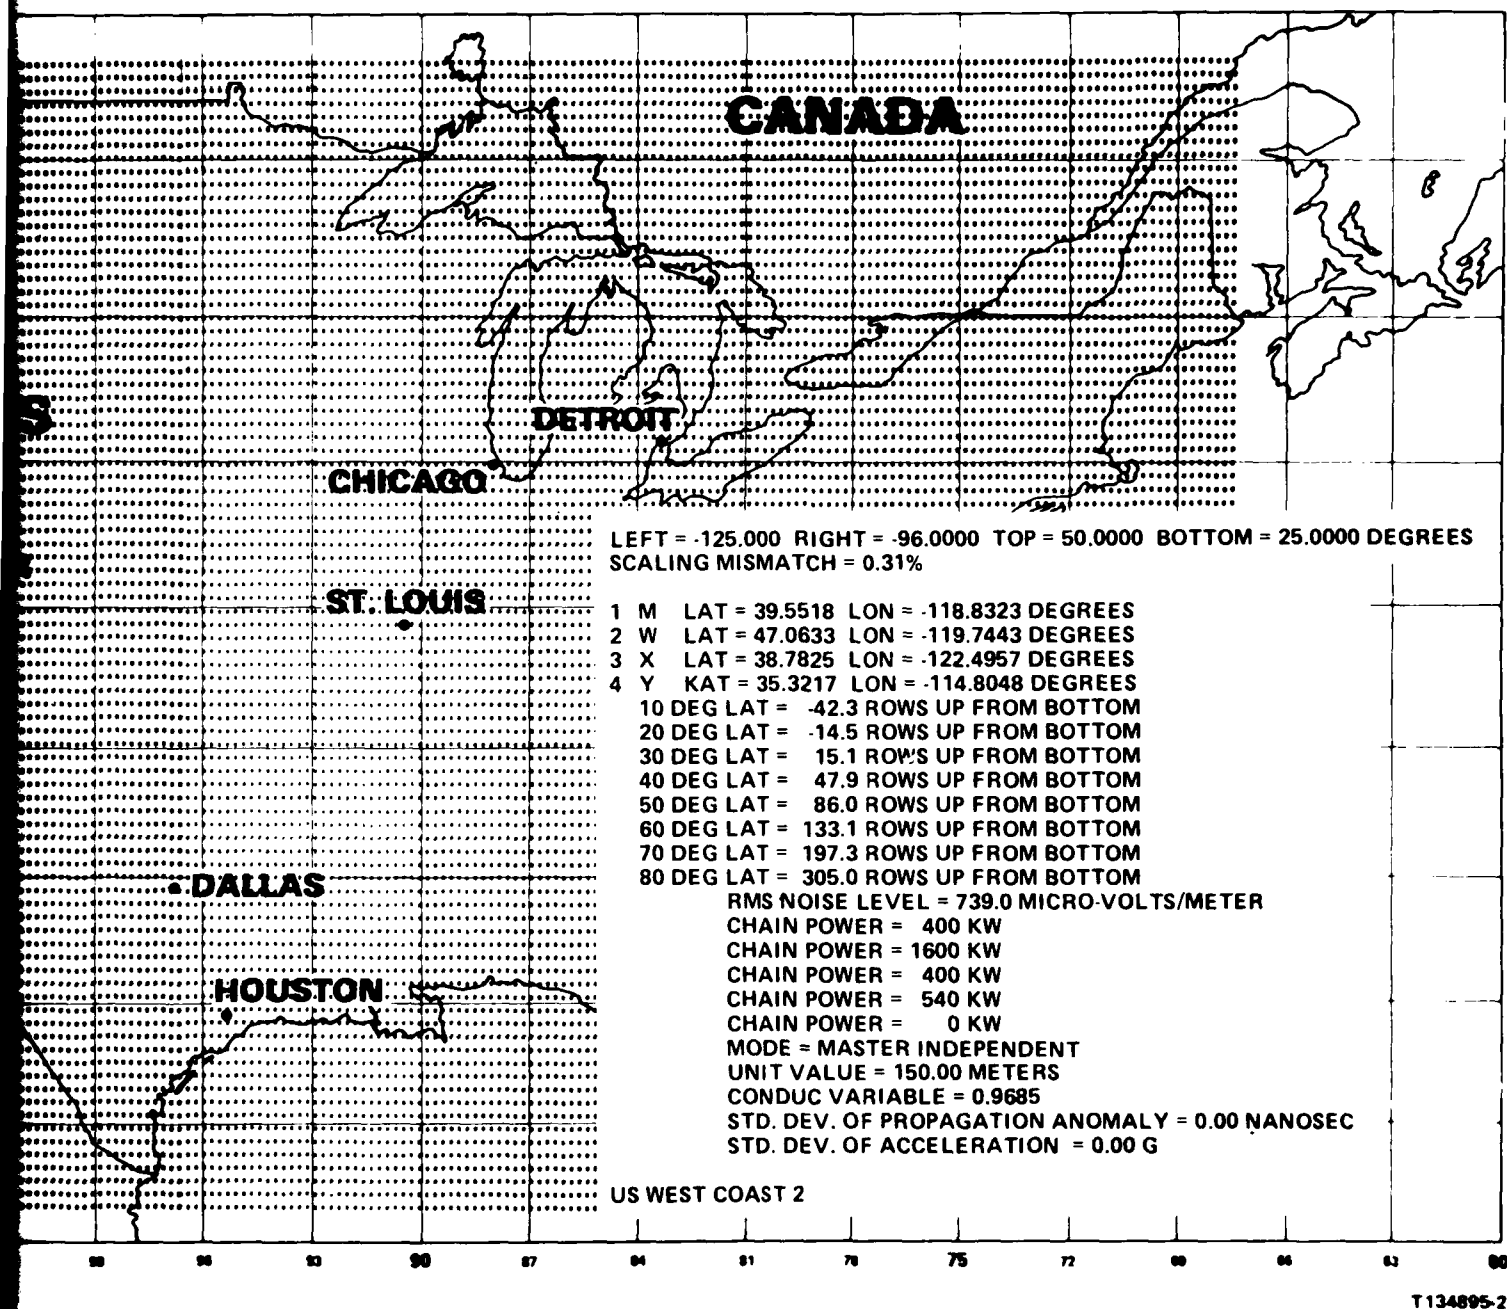 CANADA
S
DETROIT
CHICAGO
LEFT = -125.000 RIGHT = -96.0000 TOP = 50.0000 BOTTOM = 25.0000 DEGREES
SCALING MISMATCH = 0.31%
ST. LOUIS
1 M LAT = 39.5518 LON = -118.8323 DEGREES
2 W LAT = 47.0633 LON = -119.7443 DEGREES
3 X LAT = 38.7825 LON = -122.4957 DEGREES
4 Y KAT = 35.3217 LON = -114.8048 DEGREES
10 DEG LAT = -42.3 ROWS UP FROM BOTTOM
20 DEG LAT = -14.5 ROWS UP FROM BOTTOM
30 DEG LAT = 15.1 ROWS UP FROM BOTTOM
40 DEG LAT = 47.9 ROWS UP FROM BOTTOM
50 DEG LAT = 86.0 ROWS UP FROM BOTTOM
60 DEG LAT = 133.1 ROWS UP FROM BOTTOM
70 DEG LAT = 197.3 ROWS UP FROM BOTTOM
80 DEG LAT = 305.0 ROWS UP FROM BOTTOM
DALLAS
RMS NOISE LEVEL = 739.0 MICRO-VOLTS/METER
CHAIN POWER = 400 KW
CHAIN POWER = 1600 KW
CHAIN POWER = 400 KW
CHAIN POWER = 540 KW
CHAIN POWER = 0 KW
HOUSTON
MODE = MASTER INDEPENDENT
UNIT VALUE = 150.00 METERS
CONDUC VARIABLE = 0.9685
STD. DEV. OF PROPAGATION ANOMALY = 0.00 NANOSEC
STD. DEV. OF ACCELERATION = 0.00 G
US WEST COAST 2
90 87 84 81 78 75 72 63 60
T134895-2